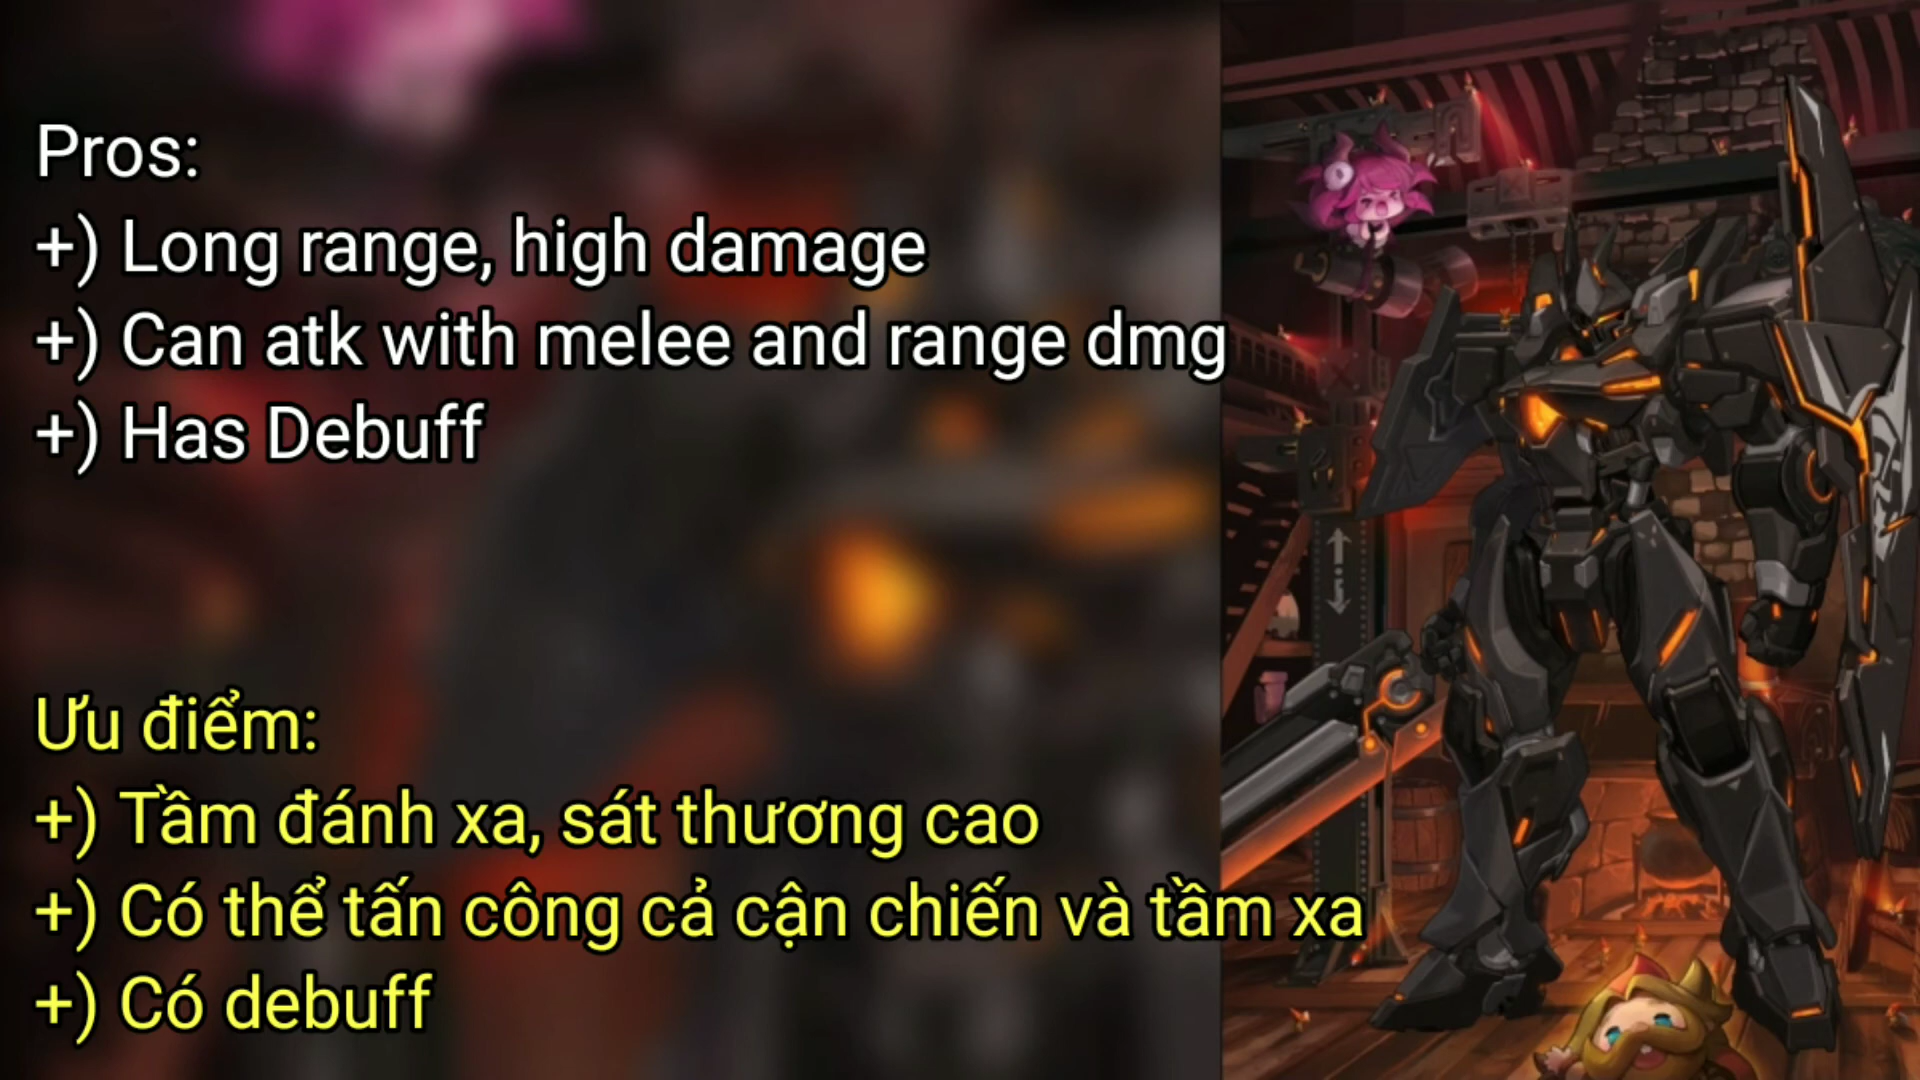 Pros:
+) Long range, high damage
+) Can atk with melee and range dmg
+) Has Debuff
Ưu điểm:
+) Tầm đánh xa, sát thương cao
+) Có thể tấn công cả cận chiến và tầm xa
+) Có debuff